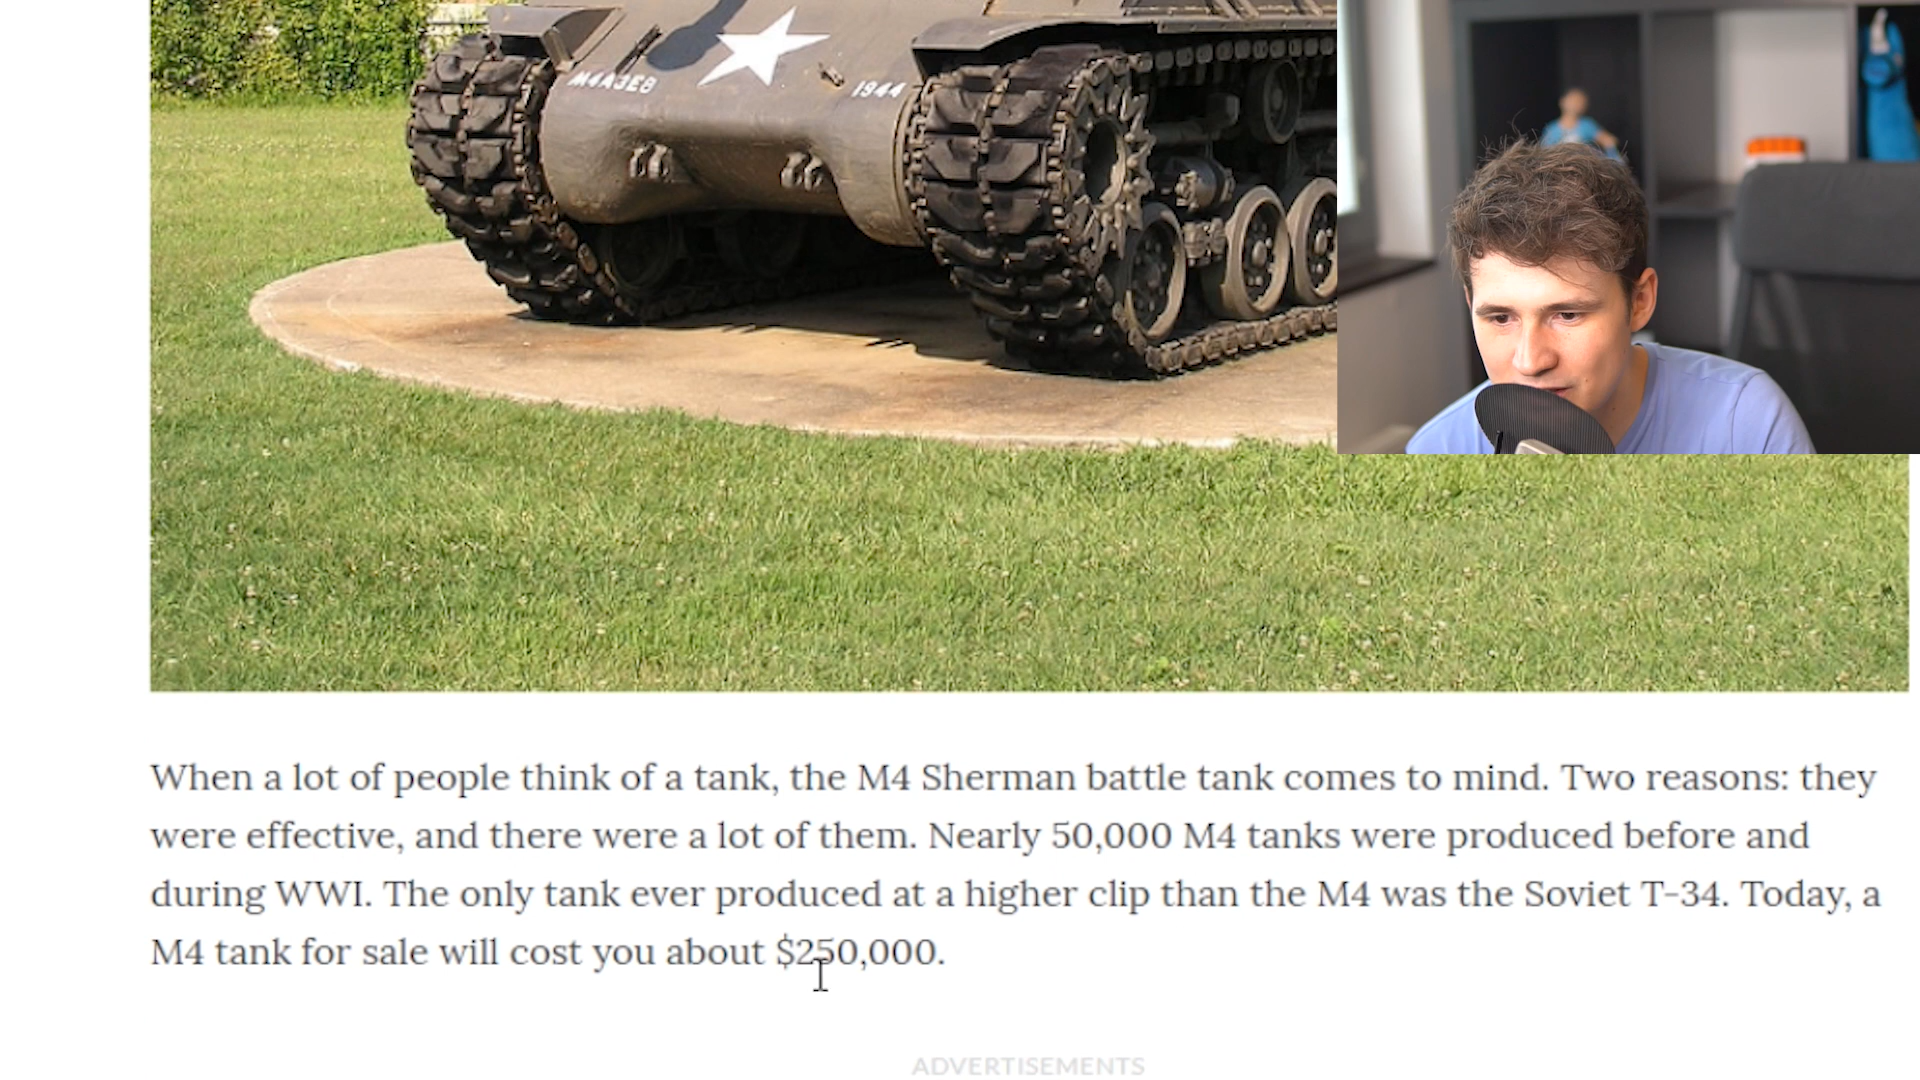 M4A3E8
1944
When a lot of people think of a tank, the M4 Sherman battle tank comes to mind. Two reasons: they
were effective, and there were a lot of them. Nearly 50,000 M4 tanks were produced before and
during WWI. The only tank ever produced at a higher clip than the M4 was the Soviet T-34. Today, a
M4 tank for sale will cost you about $250,000.
ADVERTISEMENTS